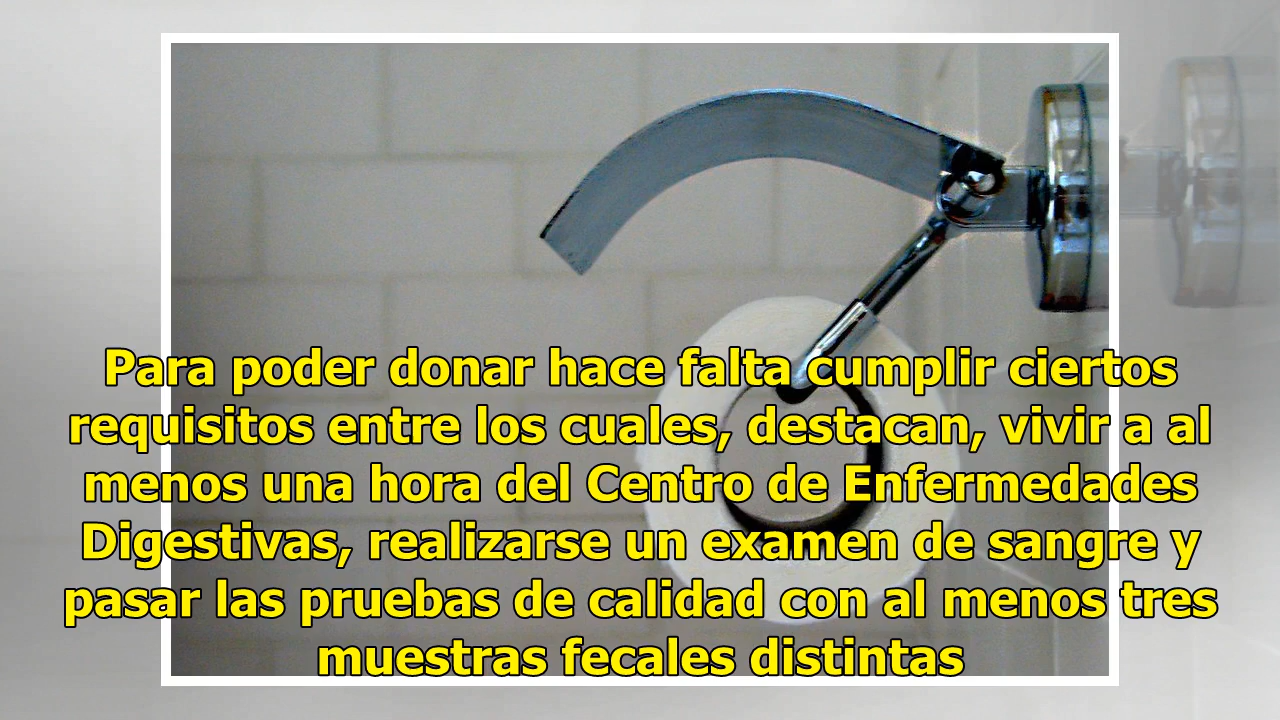 Para poder donar hace falta cumplir ciertos
requisitos entre los cuales, destacan, vivir a al
menos una hora del Centro de Enfermedades
Digestivas, realizarse un examen de sangre y
pasar las pruebas de calidad con al menos tres
muestras fecales distintas